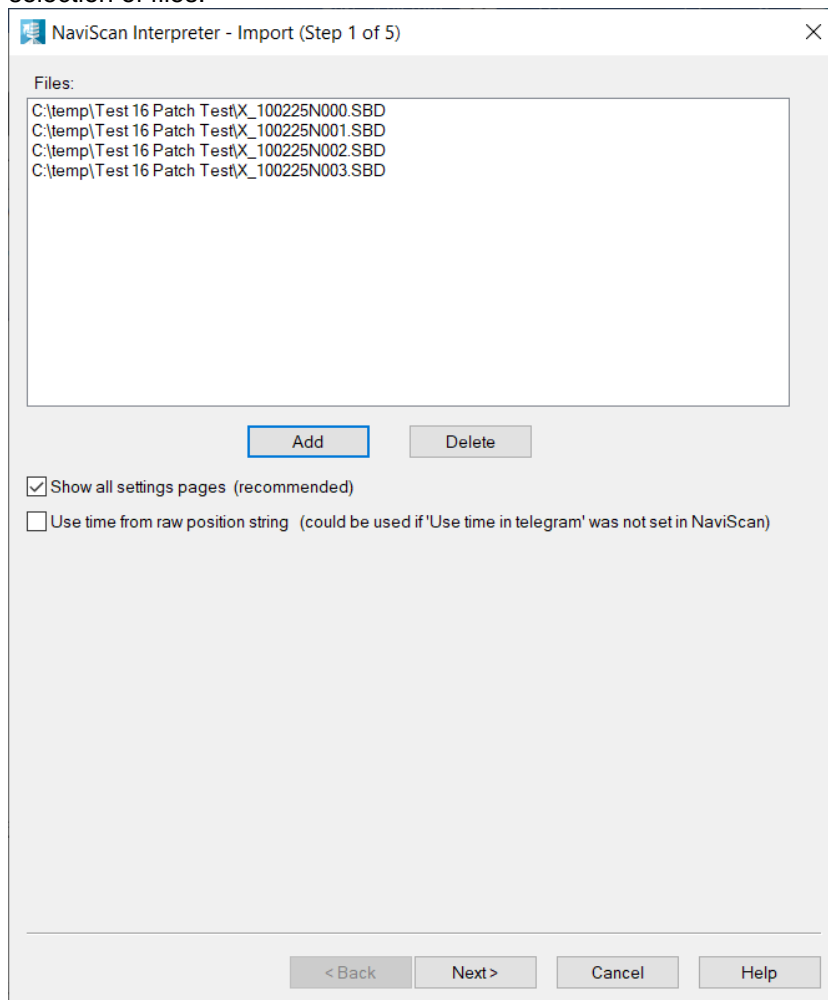 selection of files.
NaviScan Interpreter - Import (Step 1 of 5)
Files:
C:\temp\Test 16 Patch Test\X_100225N000.SBD
C:\temp\Test 16 Patch Test\X_100225N001.SBD
C:\temp\Test 16 Patch Test\X_100225N002.SBD
C:\temp\Test 16 Patch Test\X_100225N003.SBD
Add Delete
Show all settings pages (recommended)
Use time from raw position string (could be used if 'Use time in telegram' was not set in NaviScan)
< Back Next > Cancel Help